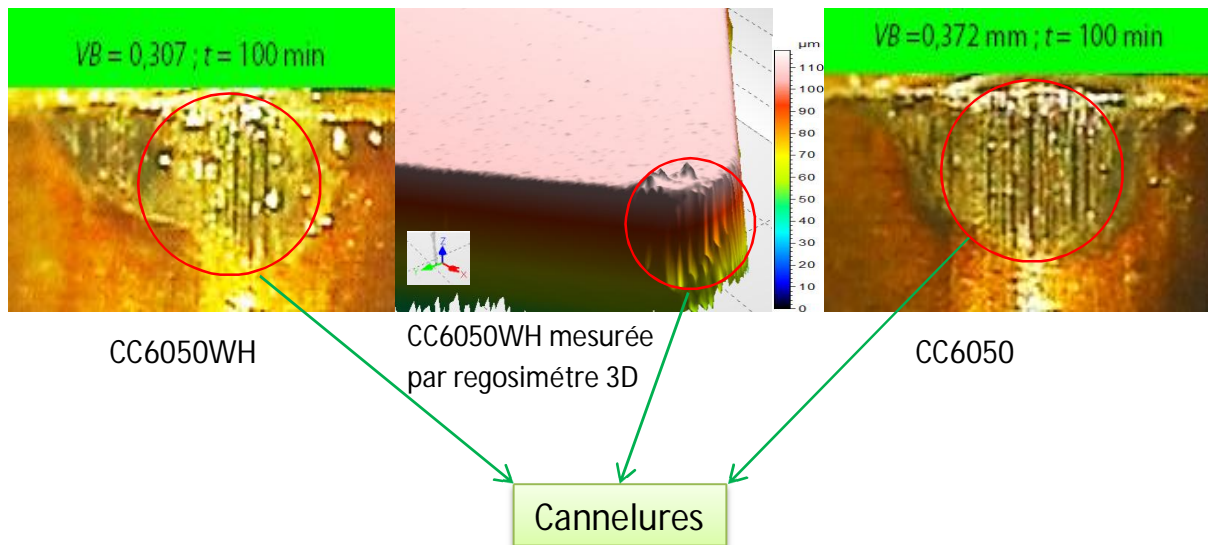 VB = 0,307 ; t = 100 min
µm
110
100
90
80
70
60
50
40
30
20
10
0
VB =0,372 mm ; t = 100 min
Z
Y
X
CC6050WH
CC6050WH mesurée
par regosimétre 3D
CC6050
Cannelures